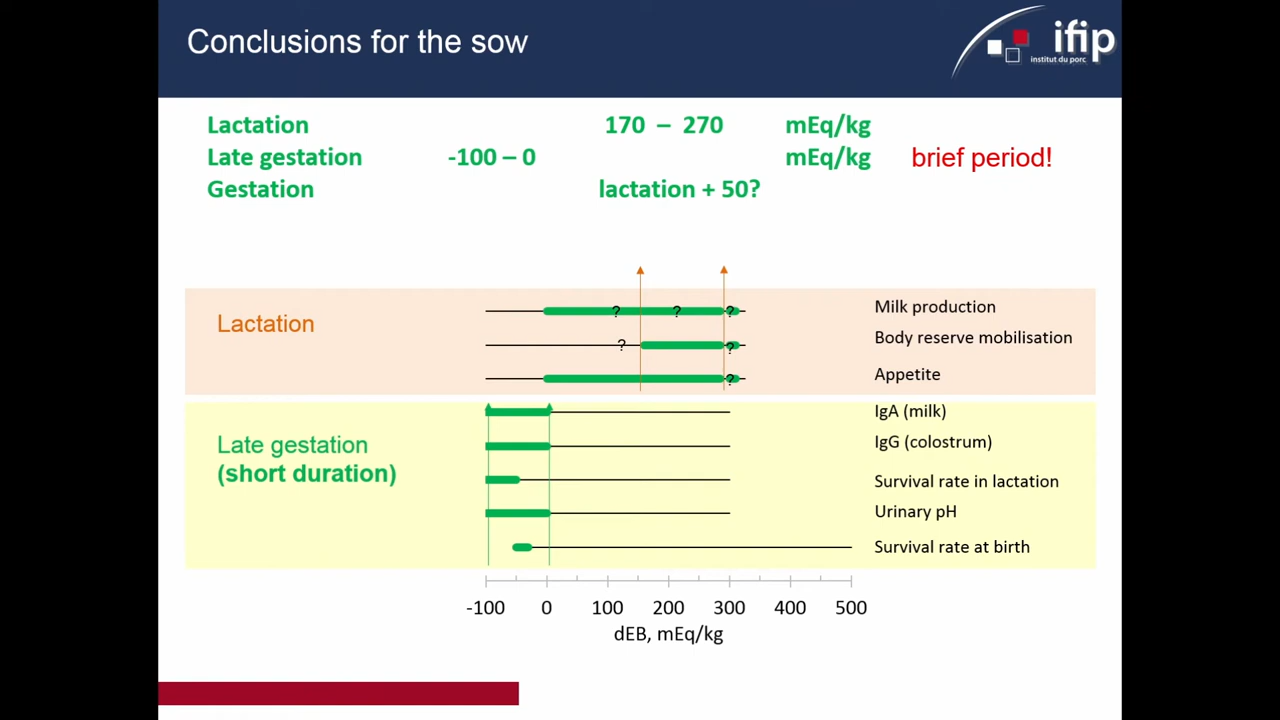 Conclusions for the sow
ifip
institut du porc
Lactation 170 – 270 mEq/kg
Late gestation -100 – 0 mEq/kg brief period!
Gestation lactation + 50?
Lactation
? ? ? Milk production
? ? Body reserve mobilisation
? Appetite
IgA (milk)
Late gestation
(short duration)
IgG (colostrum)
Survival rate in lactation
Urinary pH
Survival rate at birth
-100 0 100 200 300 400 500
dEB, mEq/kg